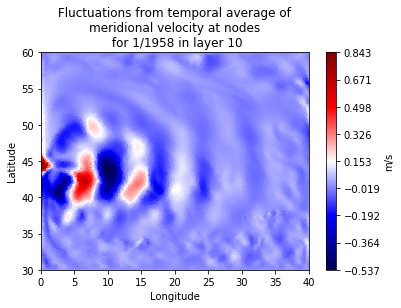 Fluctuations from temporal average of
meridional velocity at nodes
for 1/1958 in layer 10
60
55
50
45
40
35
30
Latitude
0 5 10 15 20 25 30 35 40
Longitude
0.843
0.671
0.498
0.326
0.153
−0.019
−0.192
−0.364
−0.537
m/s